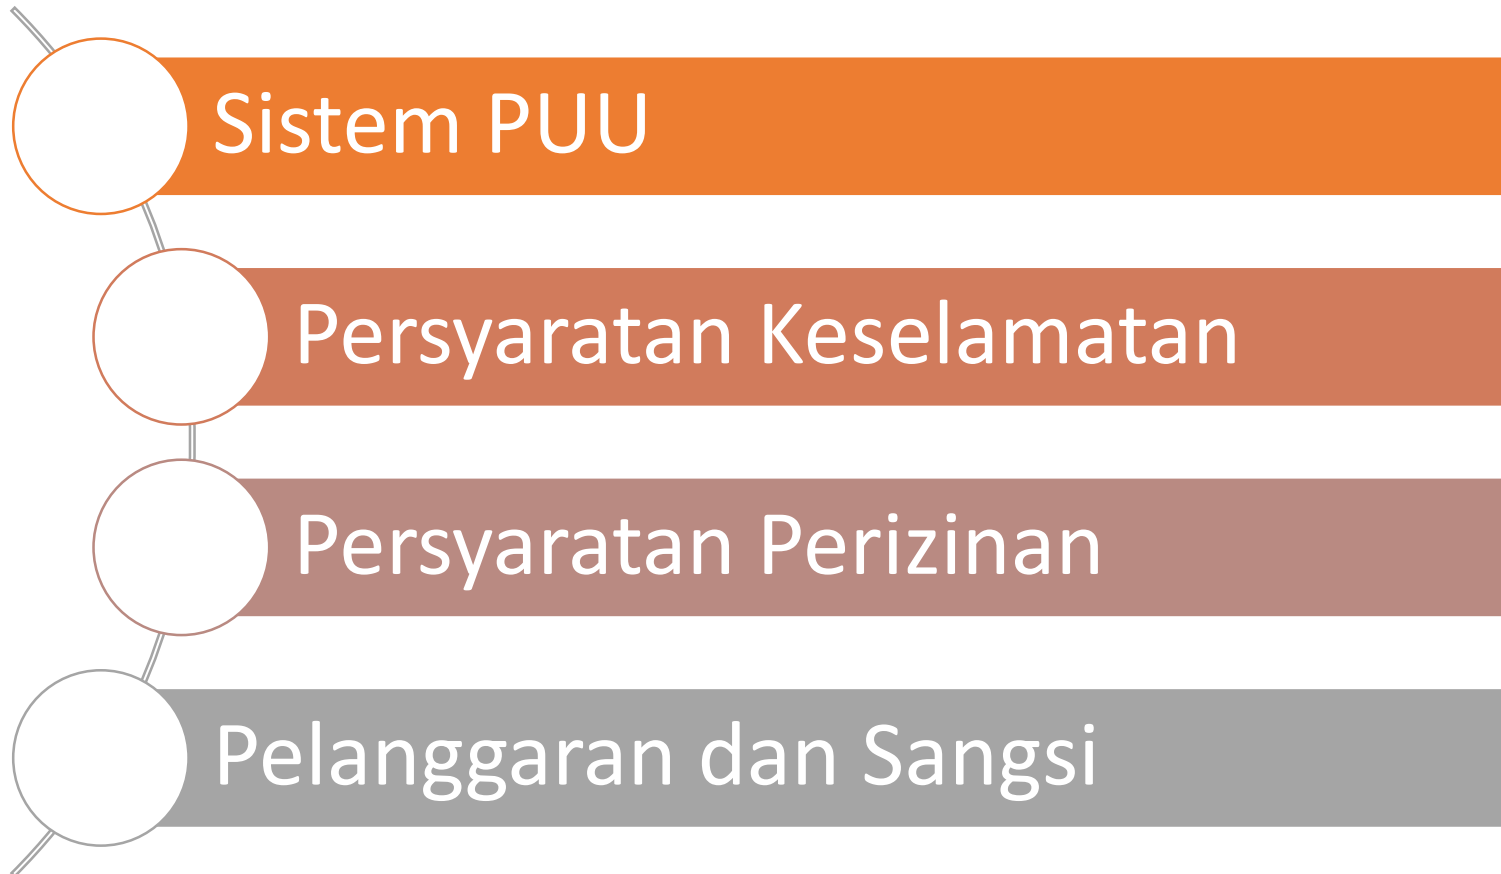 Sistem PUU
Persyaratan Keselamatan
Persyaratan Perizinan
Pelanggaran dan Sangsi